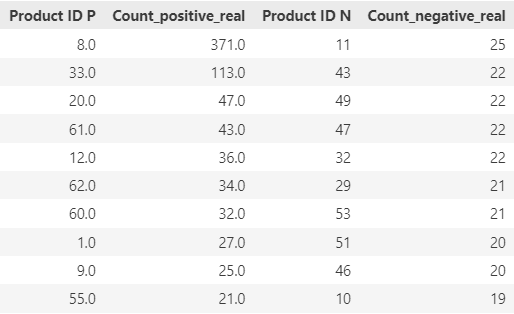 Product ID P Count_positive_real Product ID N Count_negative_real
8.0 371.0 11 25
33.0 113.0 43 22
20.0 47.0 49 22
61.0 43.0 47 22
12.0 36.0 32 22
62.0 34.0 29 21
60.0 32.0 53 21
1.0 27.0 51 20
9.0 25.0 46 20
55.0 21.0 10 19